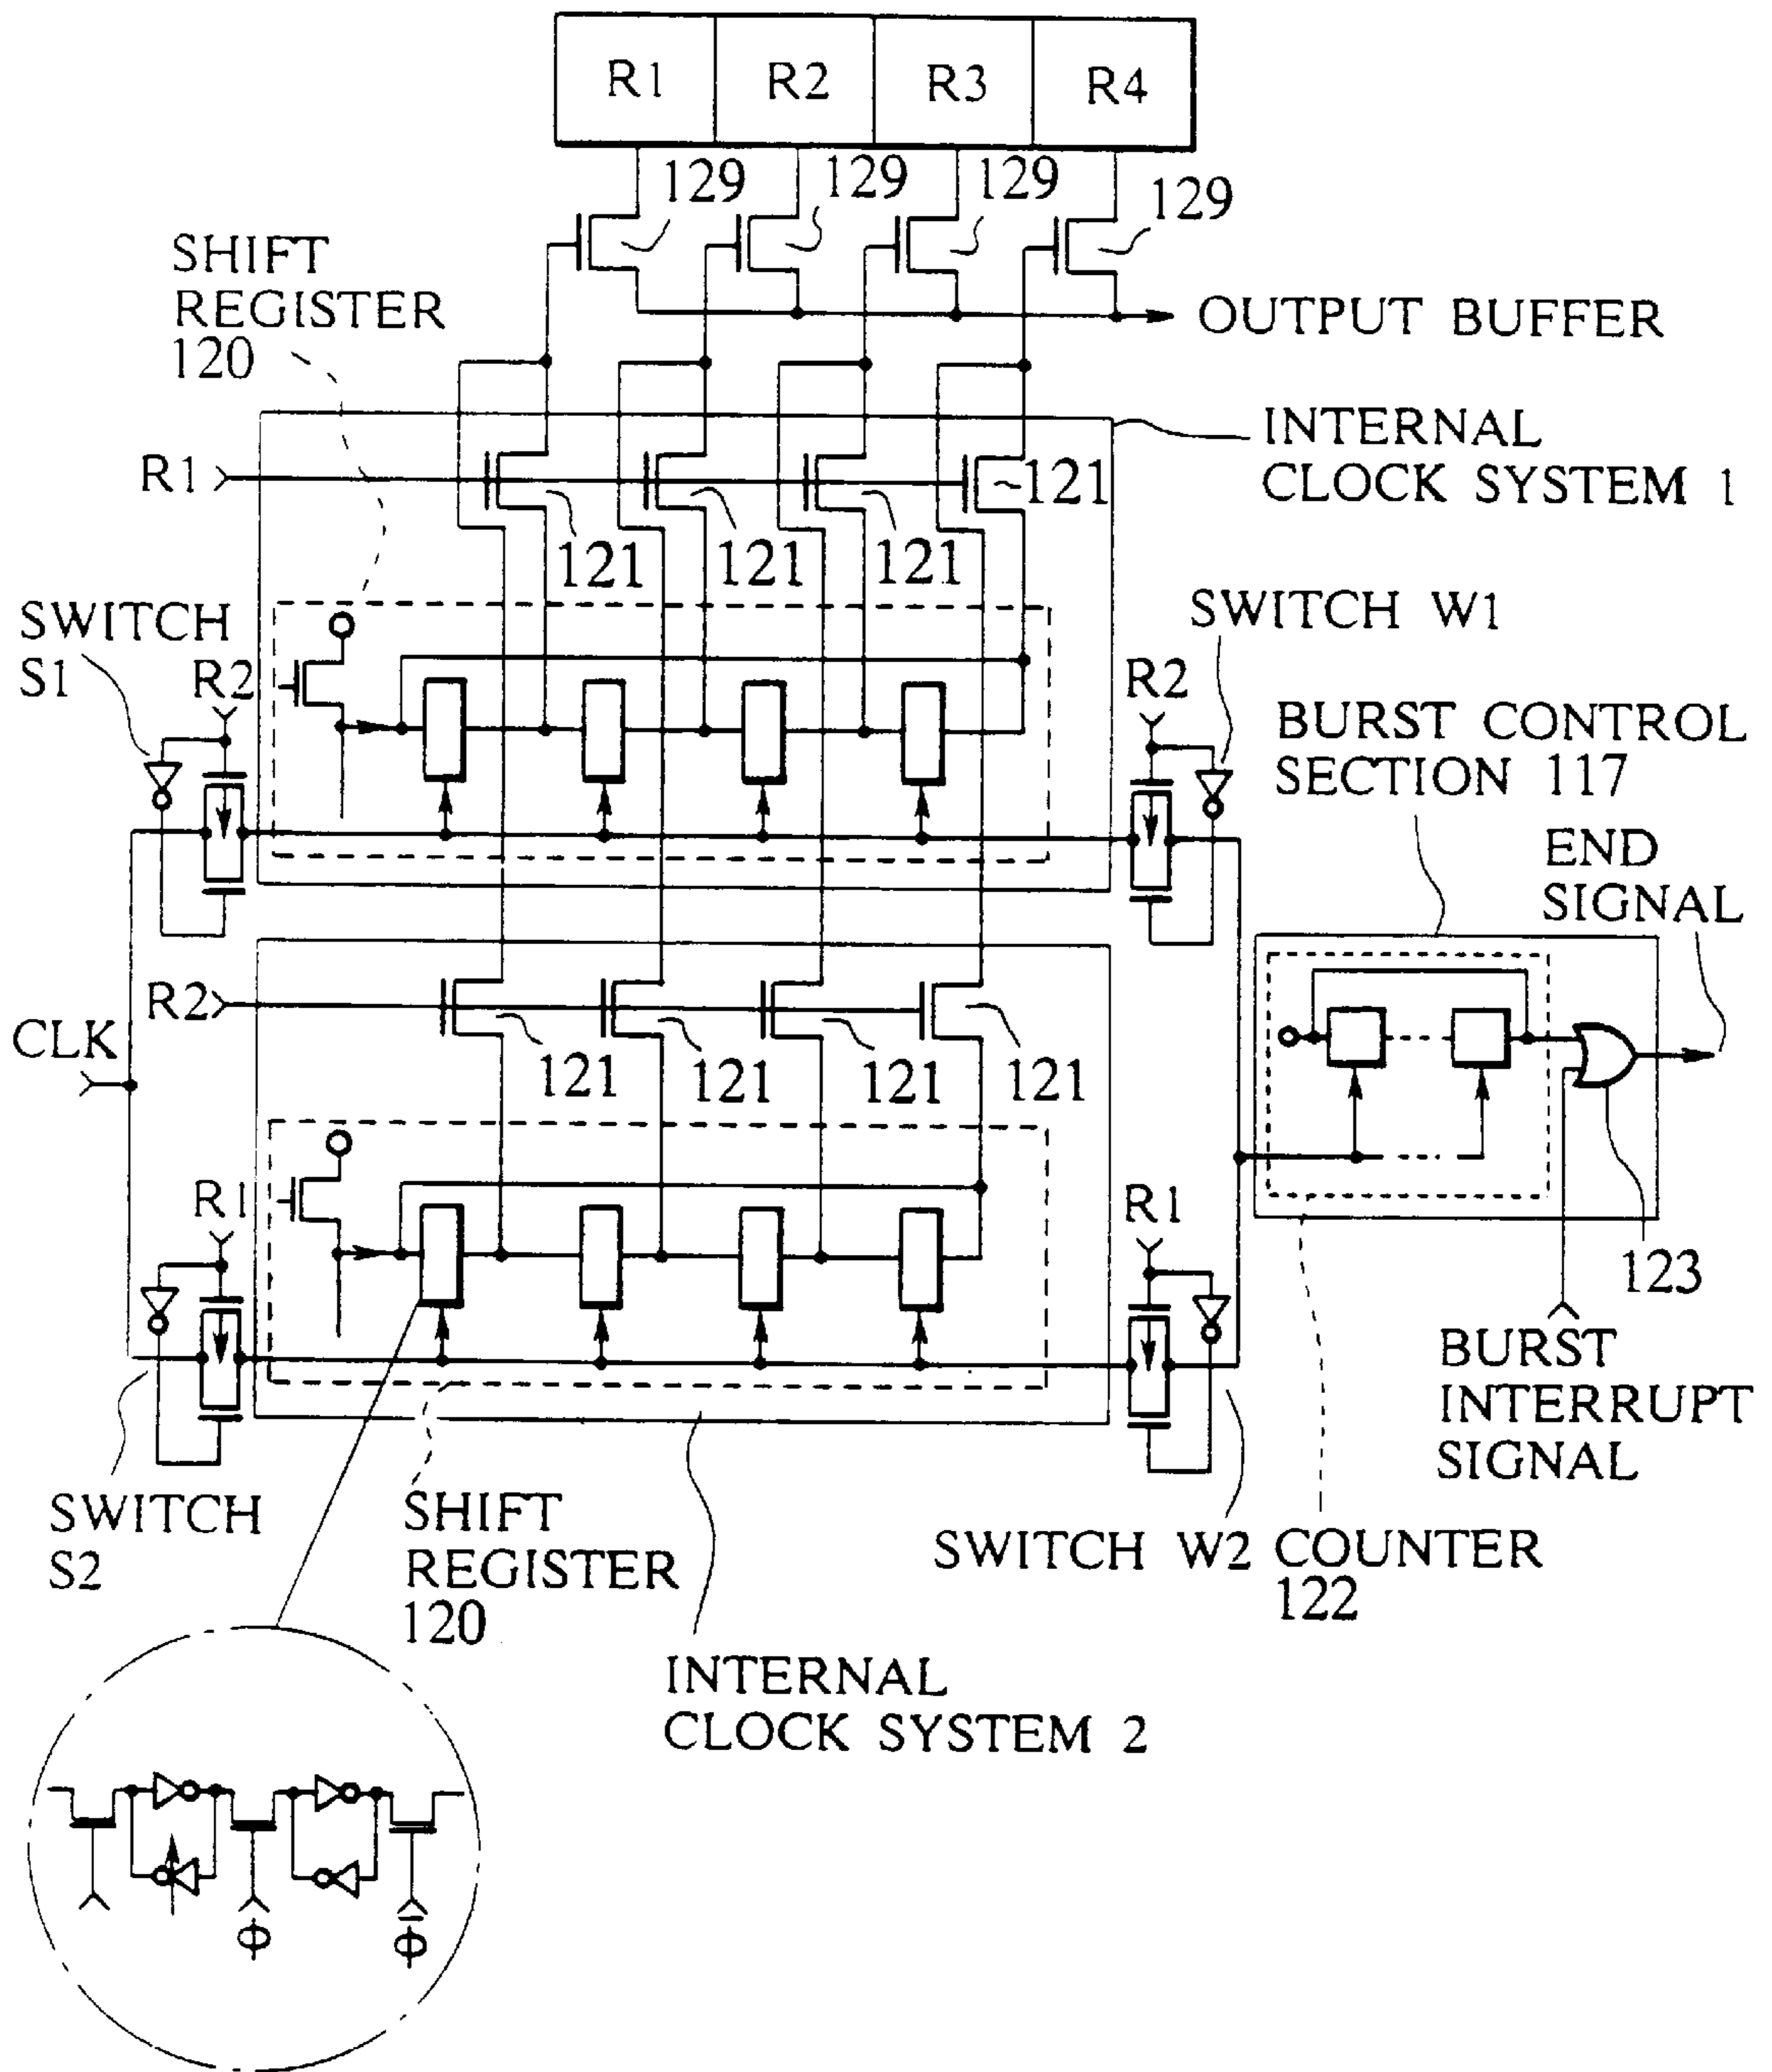 R1 R2 R3 R4
129 129 129 129
SHIFT
REGISTER
120
OUTPUT BUFFER
INTERNAL
CLOCK SYSTEM 1
R1
121 121 121 121
SWITCH
S1
R2
SWITCH W1
R2
BURST CONTROL
SECTION 117
END
SIGNAL
R2
CLK
121 121 121 121
R1
R1
123
BURST
INTERRUPT
SIGNAL
SWITCH
S2
SHIFT
REGISTER
120
SWITCH W2
COUNTER
122
INTERNAL
CLOCK SYSTEM 2
Φ Φ̅